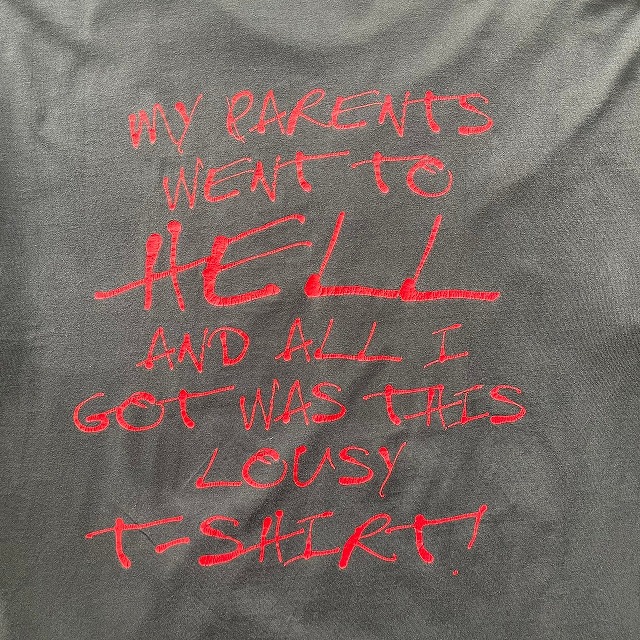 MY PARENTS
WENT TO
HELL
AND ALL I
GOT WAS THIS
LOUSY
T-SHIRT!